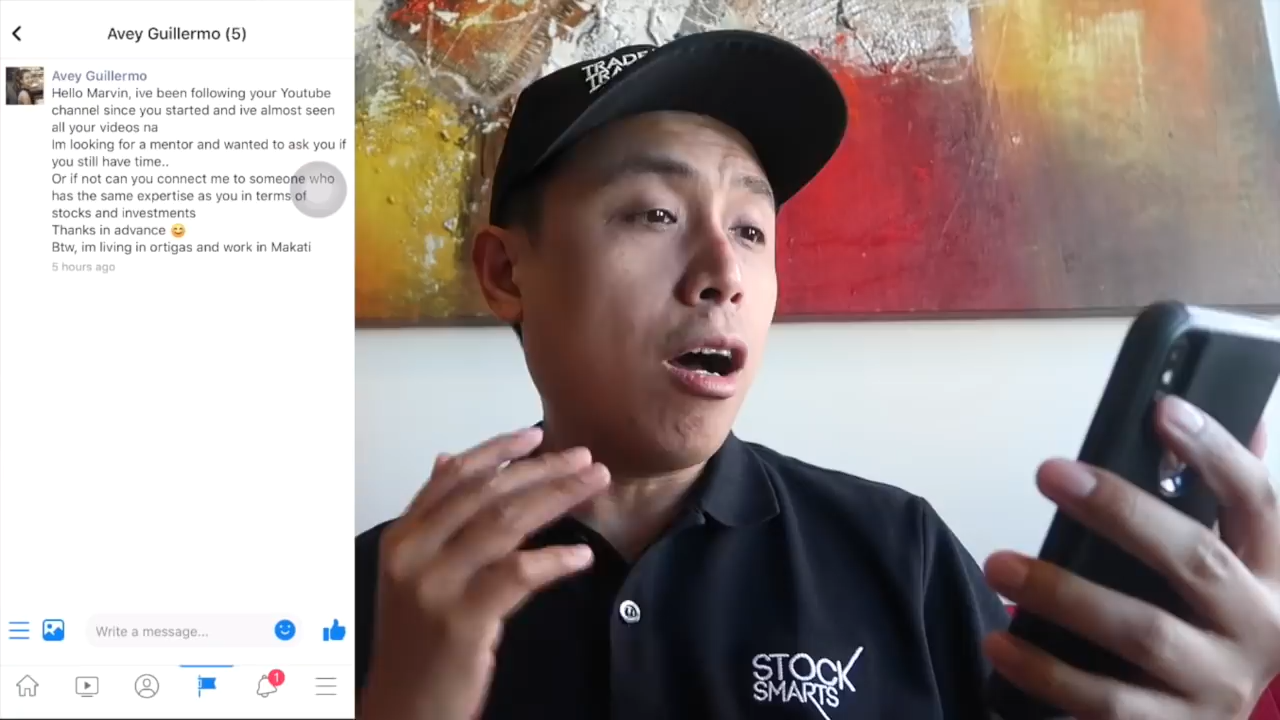 Avey Guillermo (5)
Avey Guillermo
Hello Marvin, ive been following your Youtube
channel since you started and ive almost seen
all your videos na
Im looking for a mentor and wanted to ask you if
you still have time..
Or if not can you connect me to someone who
has the same expertise as you in terms of
stocks and investments
Thanks in advance 😊
Btw, im living in ortigas and work in Makati
5 hours ago
Write a message...
1
TRADE
STOCK
SMARTS